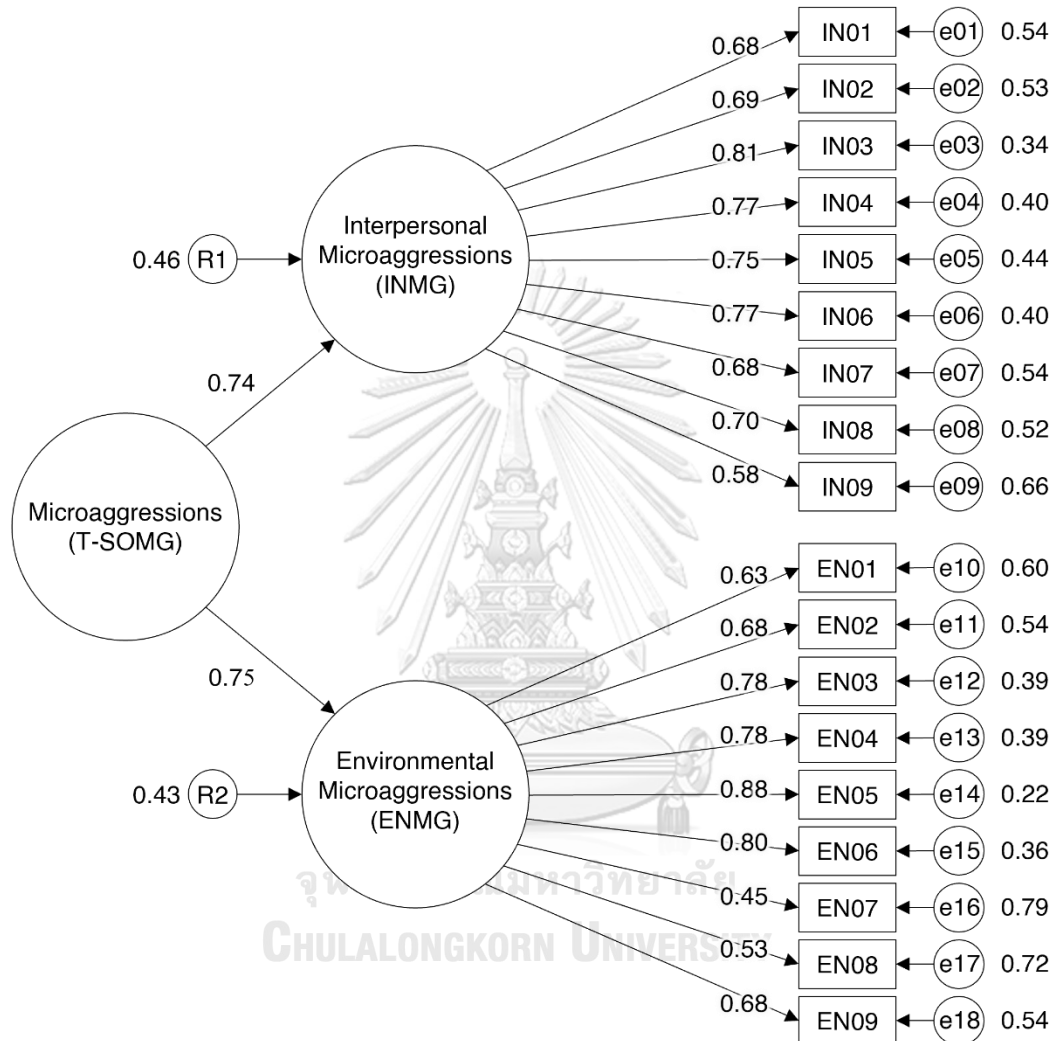 0.68 IN01 e01 0.54
0.69 IN02 e02 0.53
0.81 IN03 e03 0.34
0.77 IN04 e04 0.40
0.75 IN05 e05 0.44
0.77 IN06 e06 0.40
0.68 IN07 e07 0.54
0.70 IN08 e08 0.52
0.58 IN09 e09 0.66
Interpersonal
Microaggressions
(INMG)
0.46 R1
0.74
Microaggressions
(T-SOMG)
0.75
0.63 EN01 e10 0.60
0.68 EN02 e11 0.54
0.78 EN03 e12 0.39
0.78 EN04 e13 0.39
0.88 EN05 e14 0.22
0.80 EN06 e15 0.36
0.45 EN07 e16 0.79
0.53 EN08 e17 0.72
0.68 EN09 e18 0.54
Environmental
Microaggressions
(ENMG)
0.43 R2
CHULALONGKORN UNIVERSITY